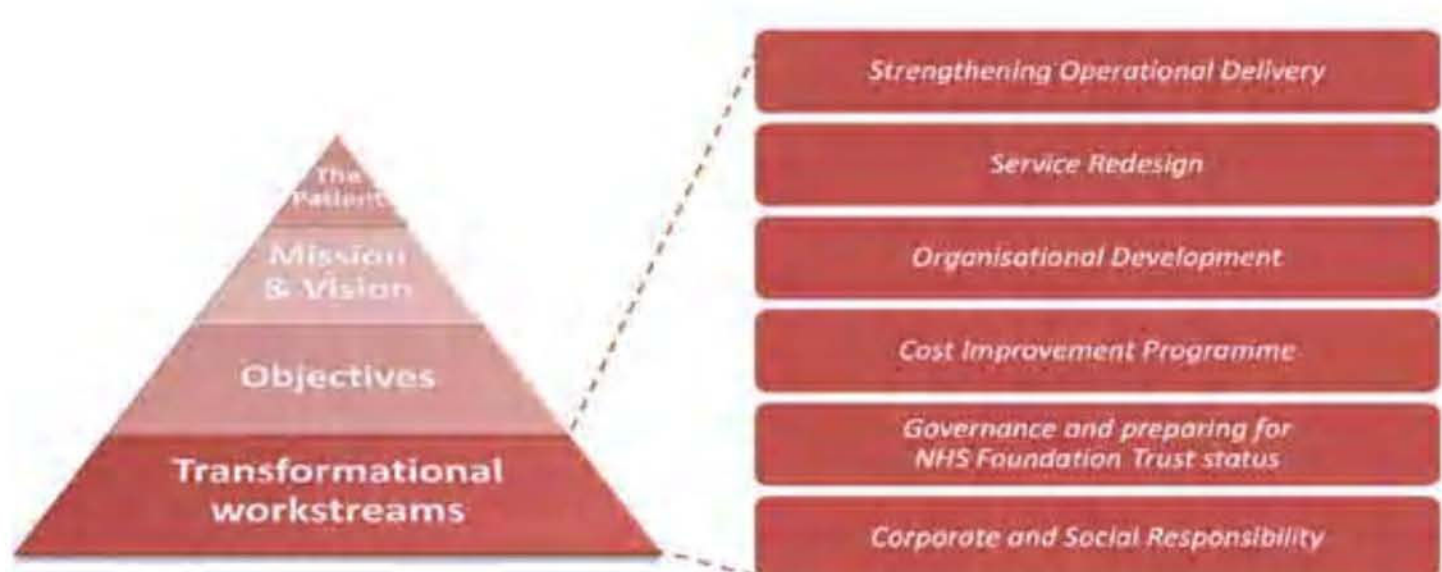 The
Patient
Mission
& Vision
Objectives
Transformational
workstreams
Strengthening Operational Delivery
Service Redesign
Organisational Development
Cost Improvement Programme
Governance and preparing for
NHS Foundation Trust status
Corporate and Social Responsibility